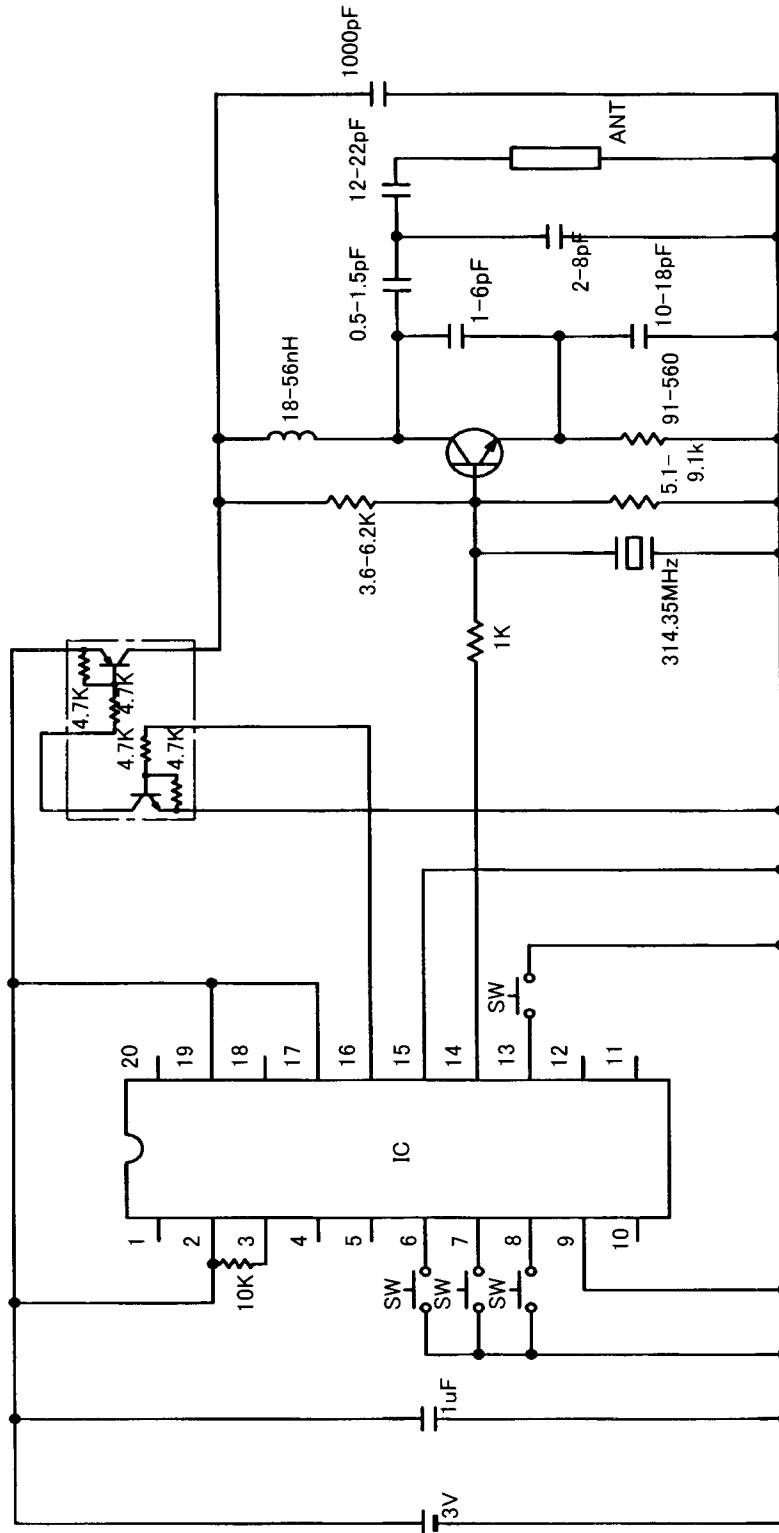 3V
1uF
10K
SW
SW
SW
1
2
3
4
5
6
7
8
9
10
IC
20
19
18
17
16
15
14
13
12
11
SW
4.7K
4.7K
4.7K
4.7K
1K
314.35MHz
3.6-6.2K
5.1-
9.1k
18-56nH
91-560
0.5-1.5pF
1-6pF
10-18pF
2-8pF
12-22pF
ANT
1000pF